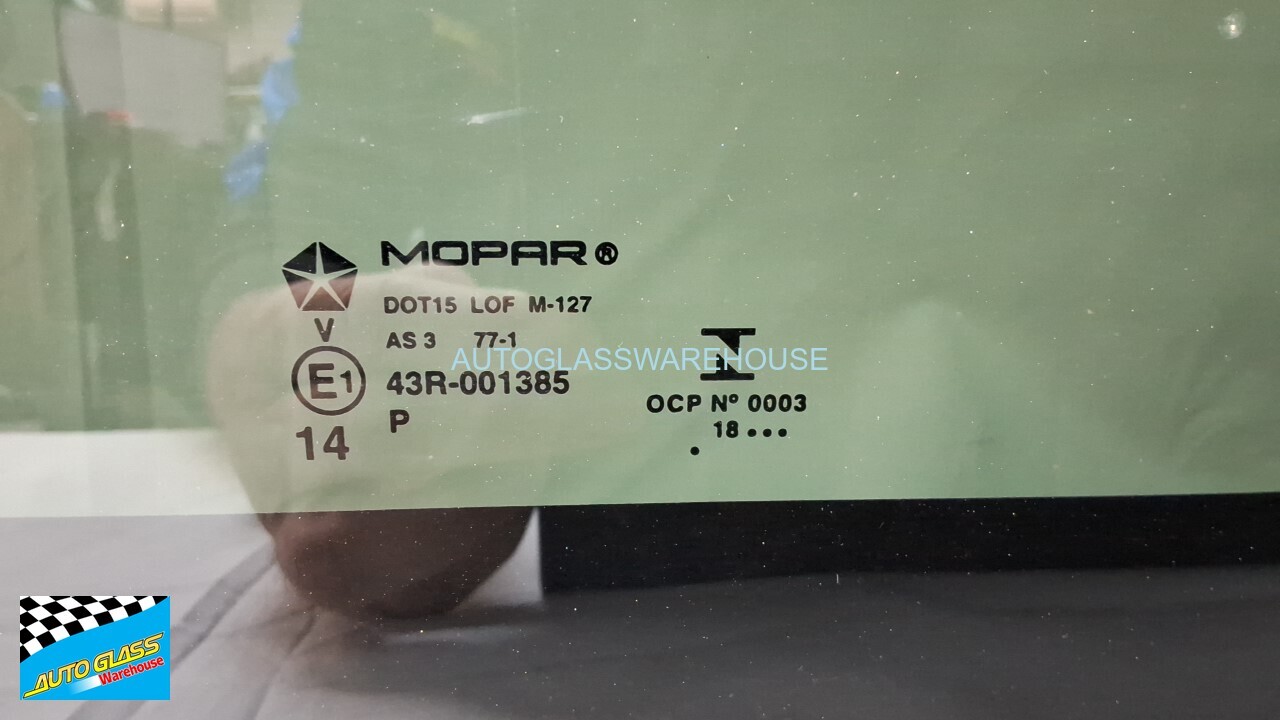 MOPAR®
DOT15 LOF M-127
V
AS 3 77-1
AUTOGLASSWAREHOUSE
E1 43R-001385
OCP Nº 0003
P
18•••
14
•
AUTO GLASS
Warehouse